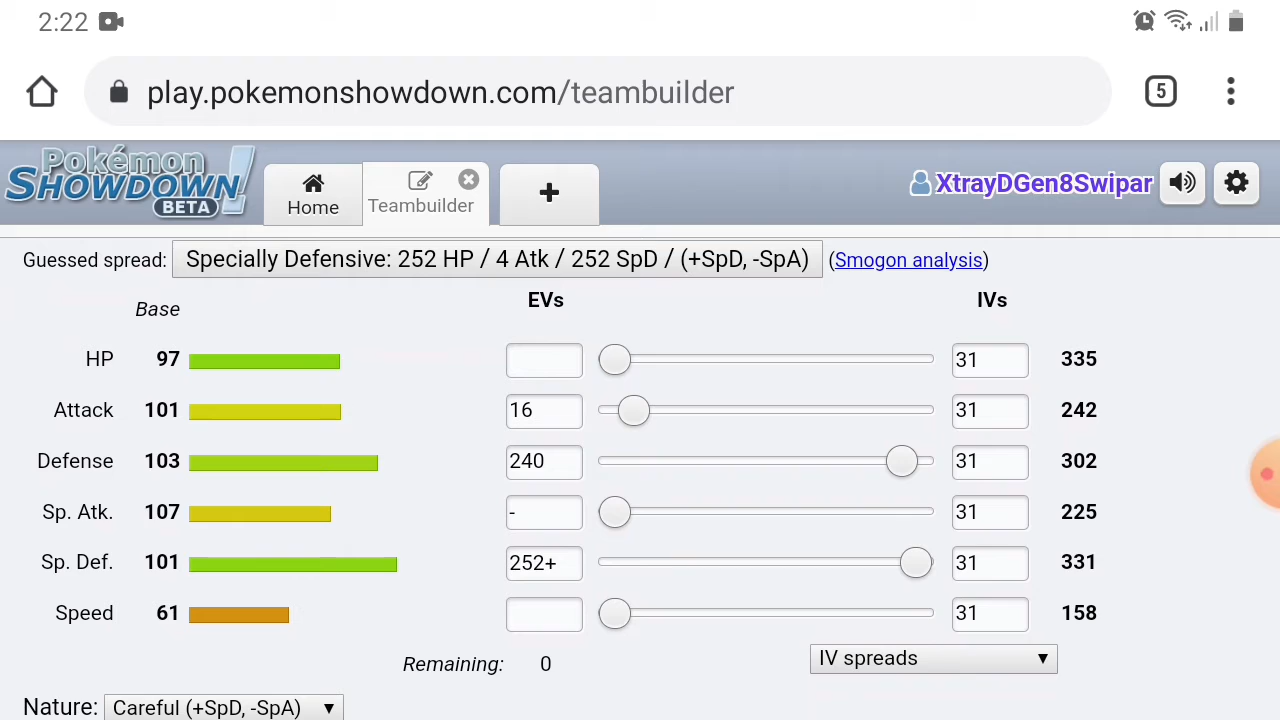 2:22
play.pokemonshowdown.com/teambuilder
5
Pokémon
SHOWDOWN!
BETA
Home
Teambuilder
XtrayDGen8Swipar
Guessed spread: Specially Defensive: 252 HP / 4 Atk / 252 SpD / (+SpD, -SpA) (Smogon analysis)
Base EVs IVs
HP 97 31 335
Attack 101 16 31 242
Defense 103 240 31 302
Sp. Atk. 107 - 31 225
Sp. Def. 101 252+ 31 331
Speed 61 31 158
Remaining: 0 IV spreads
Nature: Careful (+SpD, -SpA)